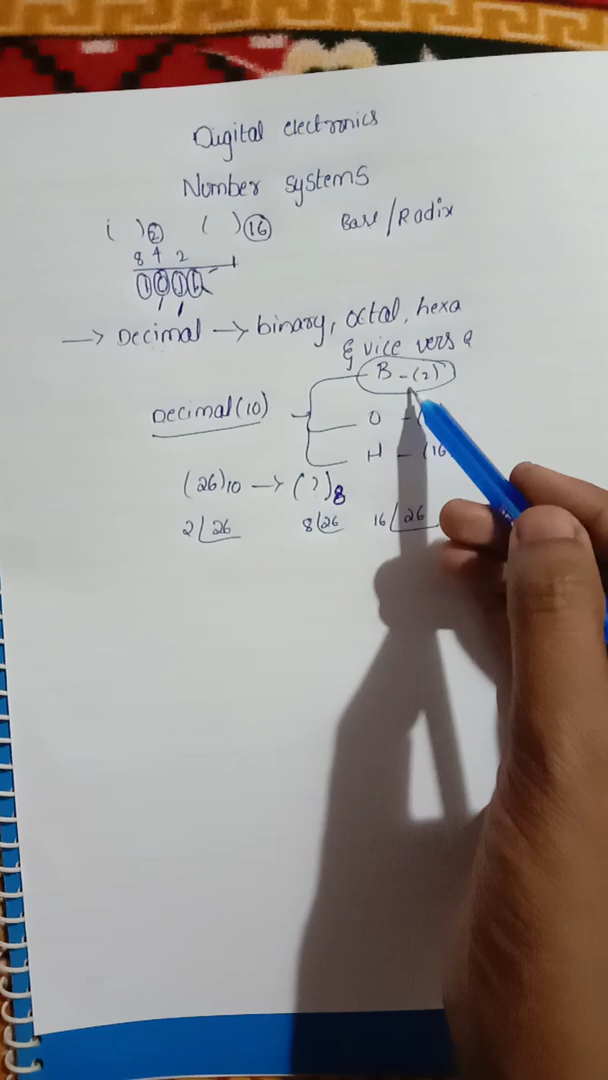 Digital electronics
Number systems
( )2 ( )16 Base/Radix
8 4 2 1
→ Decimal → binary, octal, hexa
& vice versa
B - (2)
Decimal(10)
O - (
H - (16
(26)10 → (?)8
2 26 8 26 16 26